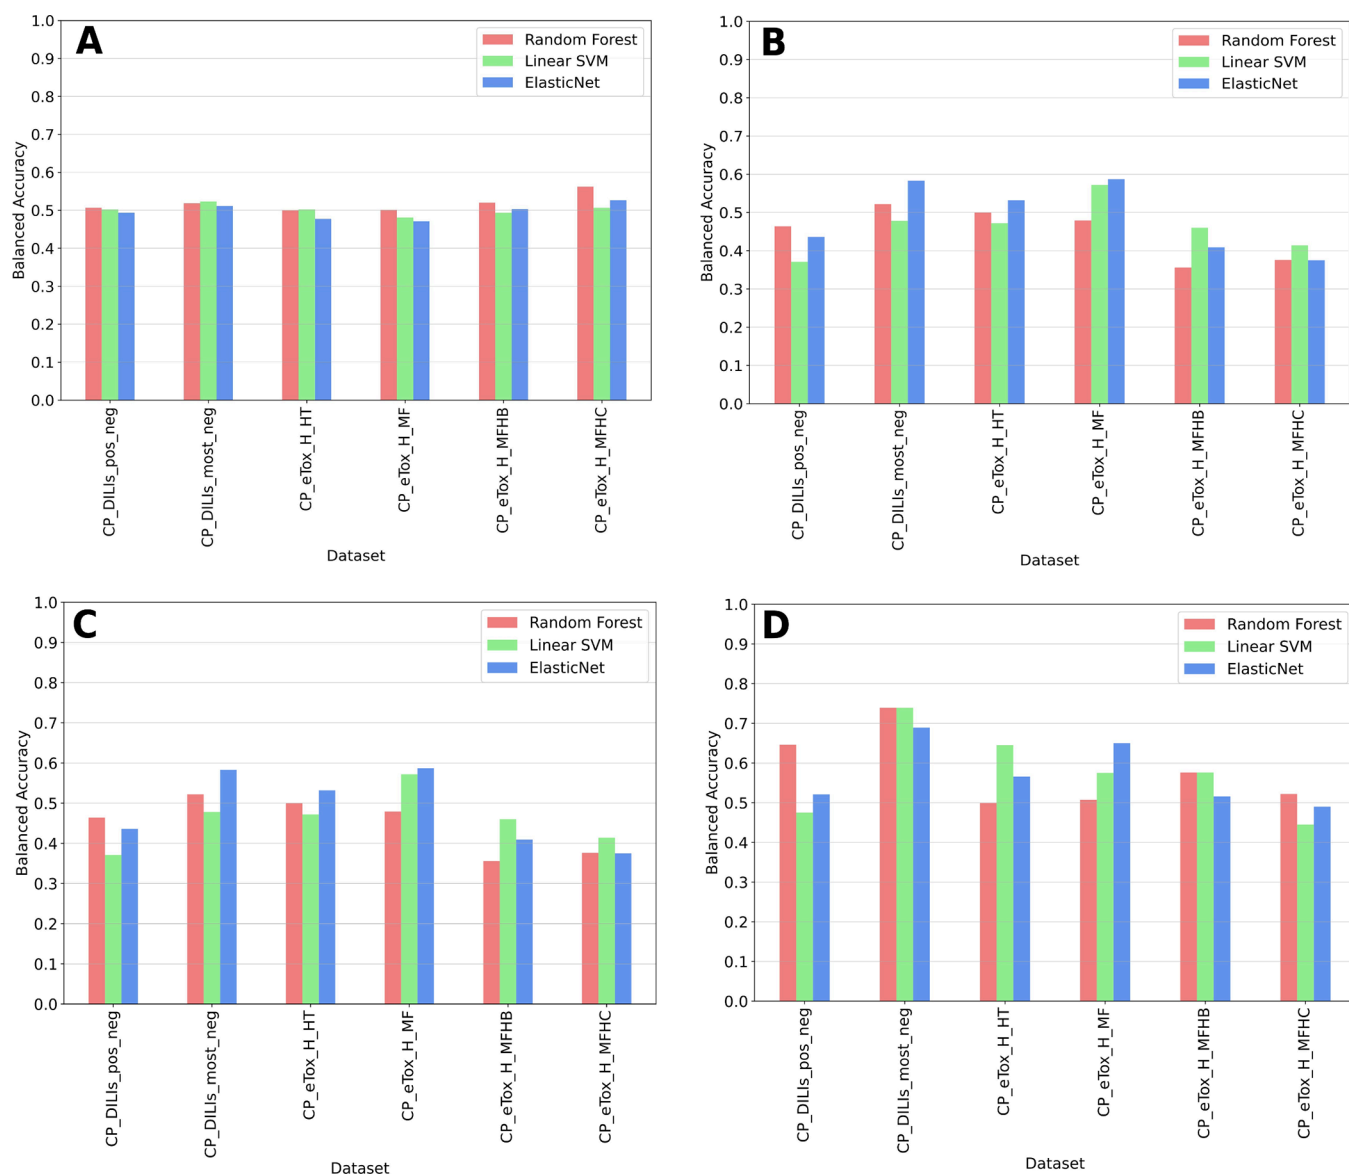 A
Random Forest
Linear SVM
ElasticNet
Balanced Accuracy
1.0
0.9
0.8
0.7
0.6
0.5
0.4
0.3
0.2
0.1
0.0
CP_DILIs_pos_neg
CP_DILIs_most_neg
CP_eTox_H_HT
CP_eTox_H_MF
CP_eTox_H_MFHB
CP_eTox_H_MFHC
Dataset
B
Random Forest
Linear SVM
ElasticNet
Balanced Accuracy
1.0
0.9
0.8
0.7
0.6
0.5
0.4
0.3
0.2
0.1
0.0
CP_DILIs_pos_neg
CP_DILIs_most_neg
CP_eTox_H_HT
CP_eTox_H_MF
CP_eTox_H_MFHB
CP_eTox_H_MFHC
Dataset
C
Random Forest
Linear SVM
ElasticNet
Balanced Accuracy
1.0
0.9
0.8
0.7
0.6
0.5
0.4
0.3
0.2
0.1
0.0
CP_DILIs_pos_neg
CP_DILIs_most_neg
CP_eTox_H_HT
CP_eTox_H_MF
CP_eTox_H_MFHB
CP_eTox_H_MFHC
Dataset
D
Random Forest
Linear SVM
ElasticNet
Balanced Accuracy
1.0
0.9
0.8
0.7
0.6
0.5
0.4
0.3
0.2
0.1
0.0
CP_DILIs_pos_neg
CP_DILIs_most_neg
CP_eTox_H_HT
CP_eTox_H_MF
CP_eTox_H_MFHB
CP_eTox_H_MFHC
Dataset